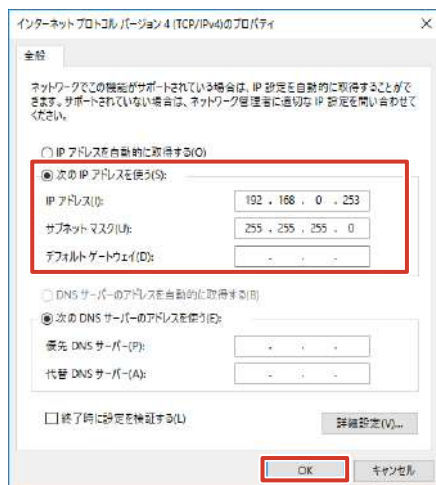 インターネット プロトコル バージョン 4 (TCP/IPv4)のプロパティ
全般
ネットワークでこの機能がサポートされている場合は、IP 設定を自動的に取得することがで
きます。サポートされていない場合は、ネットワーク管理者に適切な IP 設定を問い合わせて
ください。
IP アドレスを自動的に取得する(O)
次の IP アドレスを使う(S):
IP アドレス(I): 192 . 168 . 0 . 253
サブネット マスク(U): 255 . 255 . 255 . 0
デフォルト ゲートウェイ(D): . . .
DNS サーバーのアドレスを自動的に取得する(B)
次の DNS サーバーのアドレスを使う(E):
優先 DNS サーバー(P): . . .
代替 DNS サーバー(A): . . .
終了時に設定を検証する(L)
詳細設定(V)...
OK キャンセル